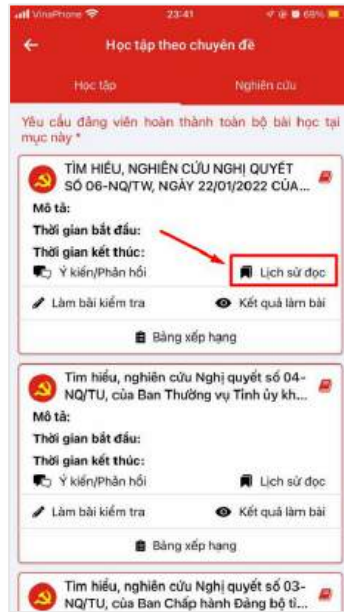 VinaPhone 23:41 68%
Học tập theo chuyên đề
Học tập Nghiên cứu
Yêu cầu đảng viên hoàn thành toàn bộ bài học tại
mục này *
TÌM HIỂU, NGHIÊN CỨU NGHỊ QUYẾT
SỐ 06-NQ/TW, NGÀY 22/01/2022 CỦA...
Mô tả:
Thời gian bắt đầu:
Thời gian kết thúc:
Ý kiến/Phản hồi Lịch sử đọc
Làm bài kiểm tra Kết quả làm bài
Bảng xếp hạng
Tìm hiểu, nghiên cứu Nghị quyết số 04-
NQ/TU, của Ban Thường vụ Tỉnh ủy kh...
Mô tả:
Thời gian bắt đầu:
Thời gian kết thúc:
Ý kiến/Phản hồi Lịch sử đọc
Làm bài kiểm tra Kết quả làm bài
Bảng xếp hạng
Tìm hiểu, nghiên cứu Nghị quyết số 03-
NQ/TU, của Ban Chấp hành Đảng bộ tỉ...